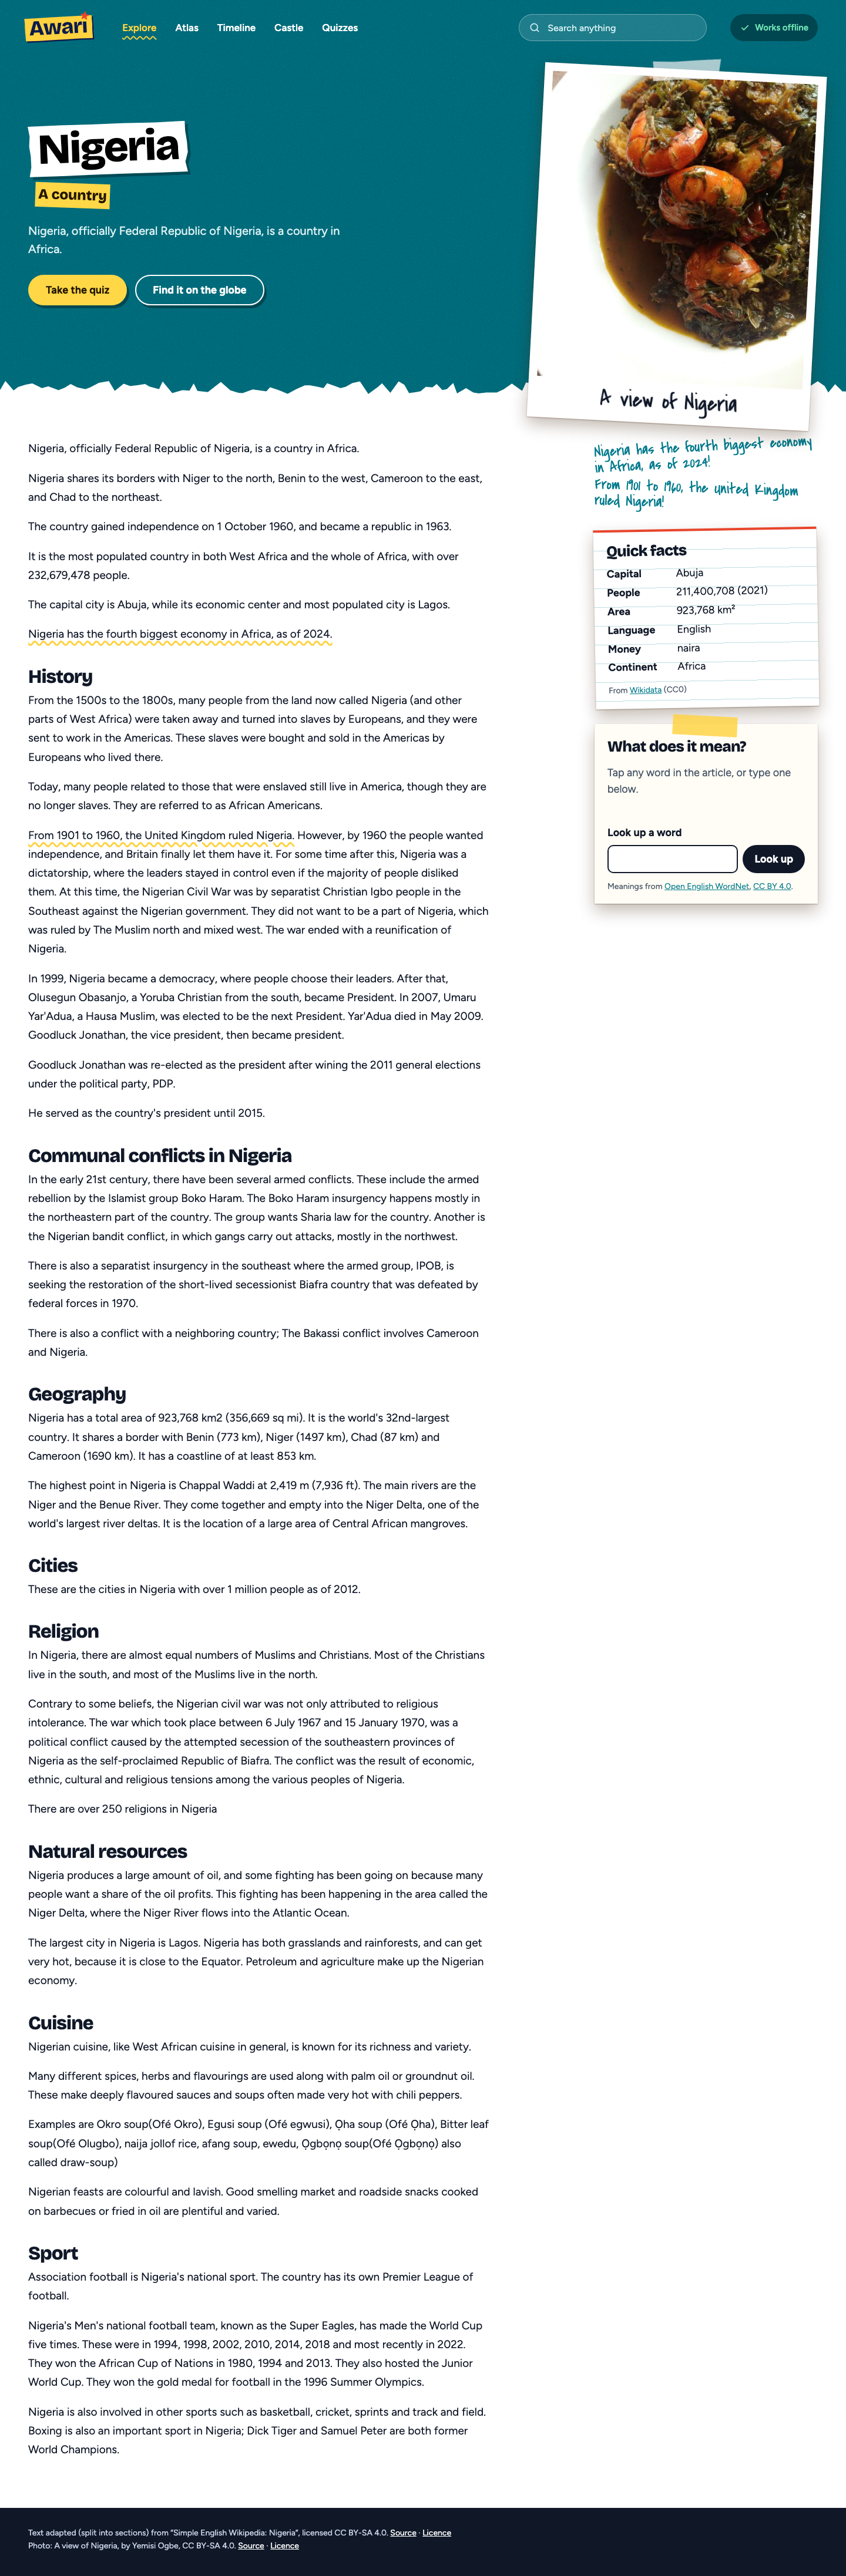 Awari
Explore
Atlas
Timeline
Castle
Quizzes
Search anything
Works offline
Nigeria
A country
Nigeria, officially Federal Republic of Nigeria, is a country in
Africa.
Take the quiz
Find it on the globe
A view of Nigeria
Nigeria, officially Federal Republic of Nigeria, is a country in Africa.
Nigeria shares its borders with Niger to the north, Benin to the west, Cameroon to the east,
and Chad to the northeast.
The country gained independence on 1 October 1960, and became a republic in 1963.
It is the most populated country in both West Africa and the whole of Africa, with over
232,679,478 people.
The capital city is Abuja, while its economic center and most populated city is Lagos.
Nigeria has the fourth biggest economy in Africa, as of 2024.
History
From the 1500s to the 1800s, many people from the land now called Nigeria (and other
parts of West Africa) were taken away and turned into slaves by Europeans, and they were
sent to work in the Americas. These slaves were bought and sold in the Americas by
Europeans who lived there.
Today, many people related to those that were enslaved still live in America, though they are
no longer slaves. They are referred to as African Americans.
From 1901 to 1960, the United Kingdom ruled Nigeria. However, by 1960 the people wanted
independence, and Britain finally let them have it. For some time after this, Nigeria was a
dictatorship, where the leaders stayed in control even if the majority of people disliked
them. At this time, the Nigerian Civil War was by separatist Christian Igbo people in the
Southeast against the Nigerian government. They did not want to be a part of Nigeria, which
was ruled by The Muslim north and mixed west. The war ended with a reunification of
Nigeria.
In 1999, Nigeria became a democracy, where people choose their leaders. After that,
Olusegun Obasanjo, a Yoruba Christian from the south, became President. In 2007, Umaru
Yar'Adua, a Hausa Muslim, was elected to be the next President. Yar'Adua died in May 2009.
Goodluck Jonathan, the vice president, then became president.
Goodluck Jonathan was re-elected as the president after wining the 2011 general elections
under the political party, PDP.
He served as the country's president until 2015.
Communal conflicts in Nigeria
In the early 21st century, there have been several armed conflicts. These include the armed
rebellion by the Islamist group Boko Haram. The Boko Haram insurgency happens mostly in
the northeastern part of the country. The group wants Sharia law for the country. Another is
the Nigerian bandit conflict, in which gangs carry out attacks, mostly in the northwest.
There is also a separatist insurgency in the southeast where the armed group, IPOB, is
seeking the restoration of the short-lived secessionist Biafra country that was defeated by
federal forces in 1970.
There is also a conflict with a neighboring country; The Bakassi conflict involves Cameroon
and Nigeria.
Geography
Nigeria has a total area of 923,768 km2 (356,669 sq mi). It is the world's 32nd-largest
country. It shares a border with Benin (773 km), Niger (1497 km), Chad (87 km) and
Cameroon (1690 km). It has a coastline of at least 853 km.
The highest point in Nigeria is Chappal Waddi at 2,419 m (7,936 ft). The main rivers are the
Niger and the Benue River. They come together and empty into the Niger Delta, one of the
world's largest river deltas. It is the location of a large area of Central African mangroves.
Cities
These are the cities in Nigeria with over 1 million people as of 2012.
Religion
In Nigeria, there are almost equal numbers of Muslims and Christians. Most of the Christians
live in the south, and most of the Muslims live in the north.
Contrary to some beliefs, the Nigerian civil war was not only attributed to religious
intolerance. The war which took place between 6 July 1967 and 15 January 1970, was a
political conflict caused by the attempted secession of the southeastern provinces of
Nigeria as the self-proclaimed Republic of Biafra. The conflict was the result of economic,
ethnic, cultural and religious tensions among the various peoples of Nigeria.
There are over 250 religions in Nigeria
Natural resources
Nigeria produces a large amount of oil, and some fighting has been going on because many
people want a share of the oil profits. This fighting has been happening in the area called the
Niger Delta, where the Niger River flows into the Atlantic Ocean.
The largest city in Nigeria is Lagos. Nigeria has both grasslands and rainforests, and can get
very hot, because it is close to the Equator. Petroleum and agriculture make up the Nigerian
economy.
Cuisine
Nigerian cuisine, like West African cuisine in general, is known for its richness and variety.
Many different spices, herbs and flavourings are used along with palm oil or groundnut oil.
These make deeply flavoured sauces and soups often made very hot with chili peppers.
Examples are Okro soup(Ofé Okro), Egusi soup (Ofé egwusi), Ọha soup (Ofé Ọha), Bitter leaf
soup(Ofé Olugbo), naija jollof rice, afang soup, ewedu, Ọgbọnọ soup(Ofé Ọgbọnọ) also
called draw-soup)
Nigerian feasts are colourful and lavish. Good smelling market and roadside snacks cooked
on barbecues or fried in oil are plentiful and varied.
Sport
Association football is Nigeria's national sport. The country has its own Premier League of
football.
Nigeria's Men's national football team, known as the Super Eagles, has made the World Cup
five times. These were in 1994, 1998, 2002, 2010, 2014, 2018 and most recently in 2022.
They won the African Cup of Nations in 1980, 1994 and 2013. They also hosted the Junior
World Cup. They won the gold medal for football in the 1996 Summer Olympics.
Nigeria is also involved in other sports such as basketball, cricket, sprints and track and field.
Boxing is also an important sport in Nigeria; Dick Tiger and Samuel Peter are both former
World Champions.
Nigeria has the fourth biggest economy
in Africa, as of 2024!
From 1901 to 1960, the United Kingdom
ruled Nigeria!
Quick facts
Capital Abuja
People 211,400,708 (2021)
Area 923,768 km²
Language English
Money naira
Continent Africa
From Wikidata (CC0)
What does it mean?
Tap any word in the article, or type one
below.
Look up a word
Look up
Meanings from Open English WordNet, CC BY 4.0.
Text adapted (split into sections) from "Simple English Wikipedia: Nigeria", licensed CC BY-SA 4.0. Source · Licence
Photo: A view of Nigeria, by Yemisi Ogbe, CC BY-SA 4.0. Source · Licence